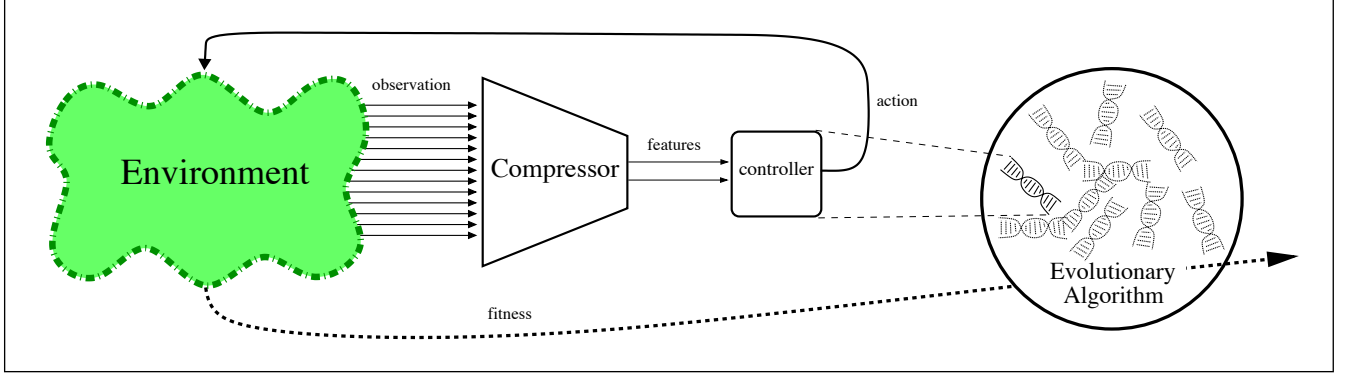 observation
action
Environment
Compressor
features
controller
Evolutionary
Algorithm
fitness